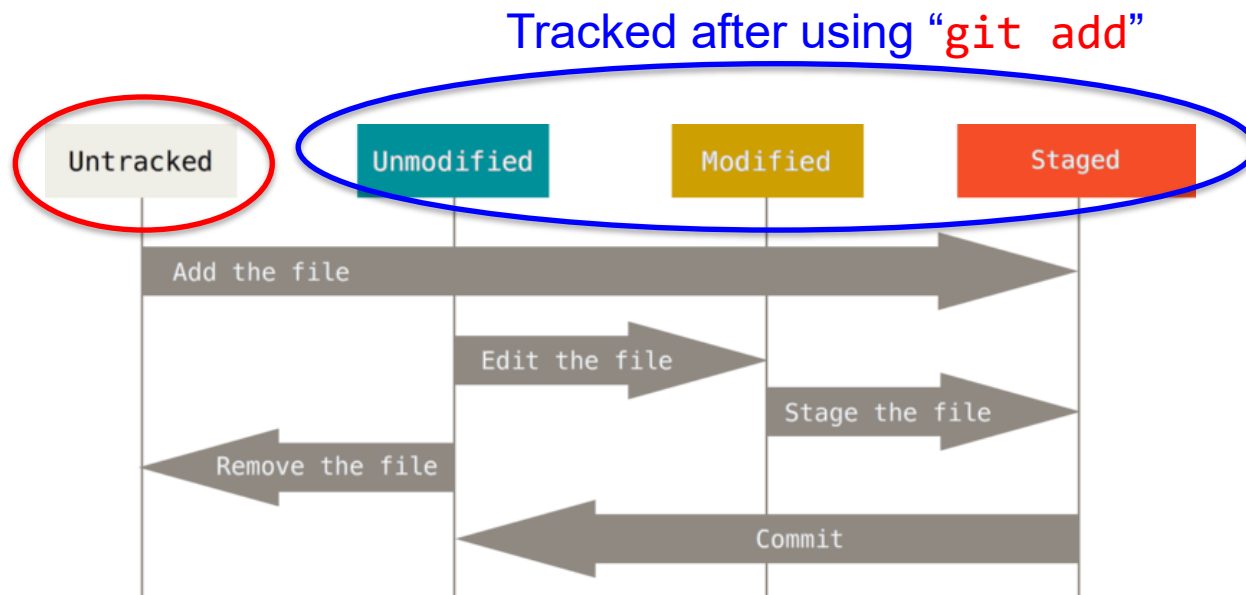 Tracked after using “git add”
Untracked
Unmodified
Modified
Staged
Add the file
Edit the file
Stage the file
Remove the file
Commit